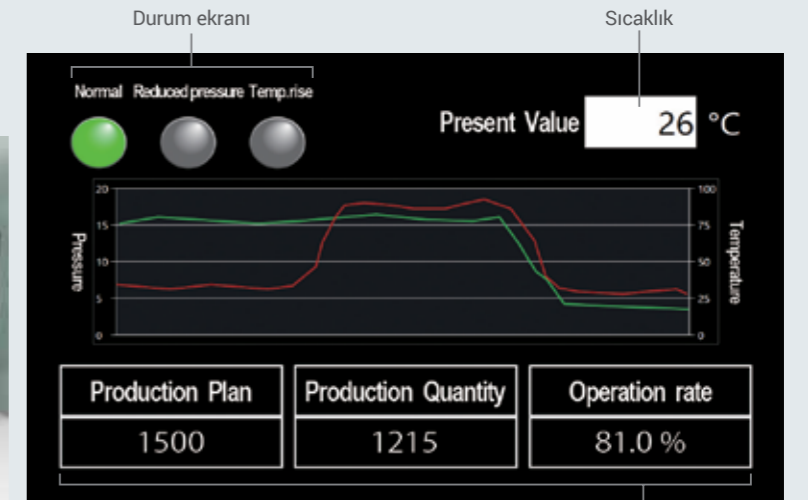 Durum ekranı
Sıcaklık
Normal Reduced pressure Temp.rise
Present Value 26 °C
20
15
10
5
0
Pressure
100
75
50
25
0
Temperature
Production Plan
Production Quantity
Operation rate
1500
1215
81.0 %